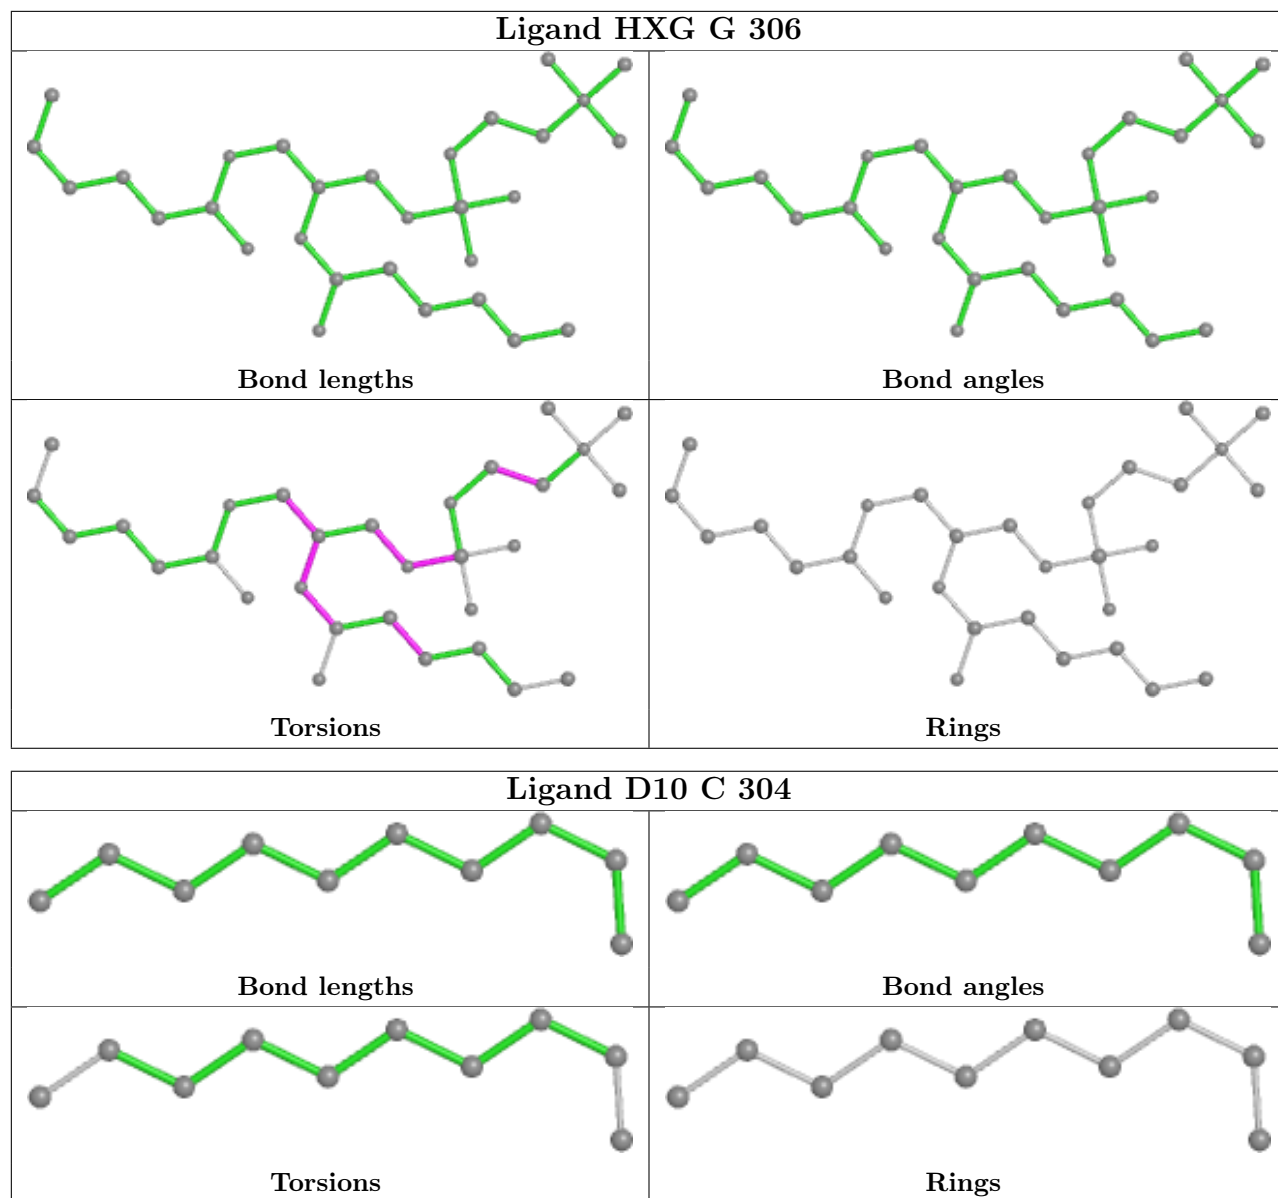 Ligand HXG G 306
Bond lengths
Bond angles
Torsions
Rings
Ligand D10 C 304
Bond lengths
Bond angles
Torsions
Rings